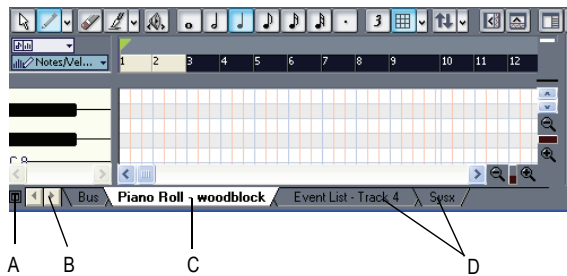 3
Notes/Vel...
1 2 3 4 5 6 7 8 9 10 11 12
C 8
Bus Piano Roll - woodblock Event List - Track 4 Sysx
A B C D